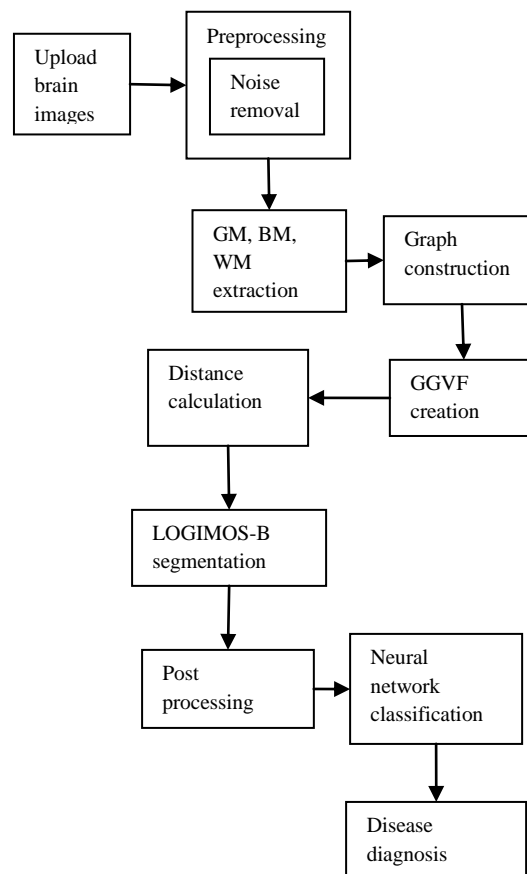 Upload
brain
images
Preprocessing
Noise
removal
GM, BM,
WM
extraction
Graph
construction
GGVF
creation
Distance
calculation
LOGIMOS-B
segmentation
Post
processing
Neural
network
classification
Disease
diagnosis